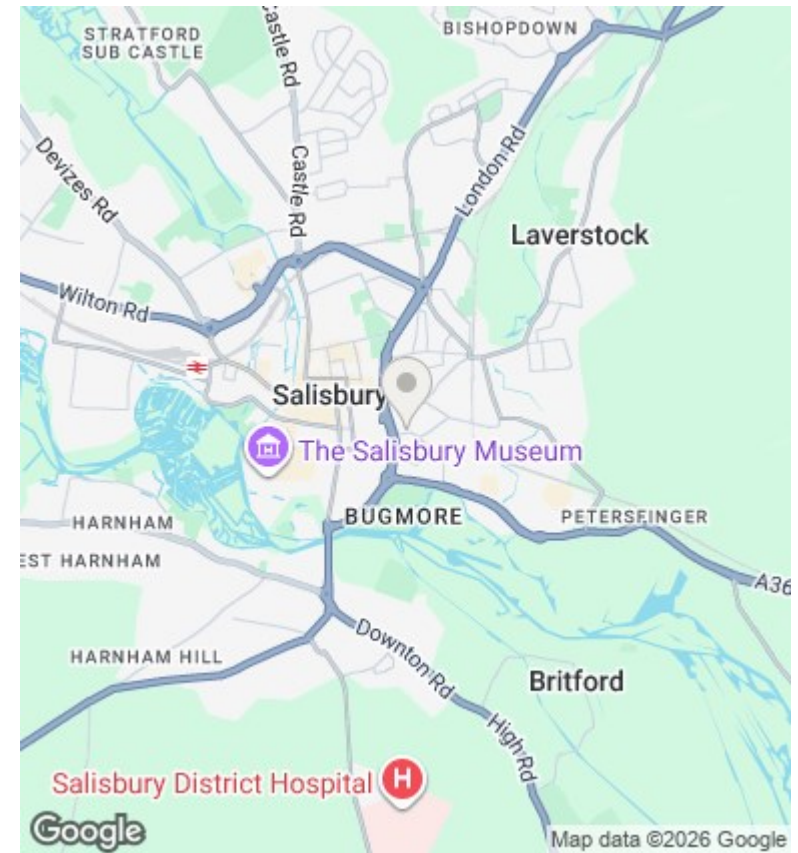 STRATFORD
SUB CASTLE
BISHOPDOWN
Castle Rd
Castle Rd
Devizes Rd
London Rd
Laverstock
Wilton Rd
Salisbury
The Salisbury Museum
HARNHAM
BUGMORE
PETERSFINGER
EST HARNHAM
A36
HARNHAM HILL
Downton Rd
Britford
High Rd
Salisbury District Hospital
H
Google
Map data ©2026 Google